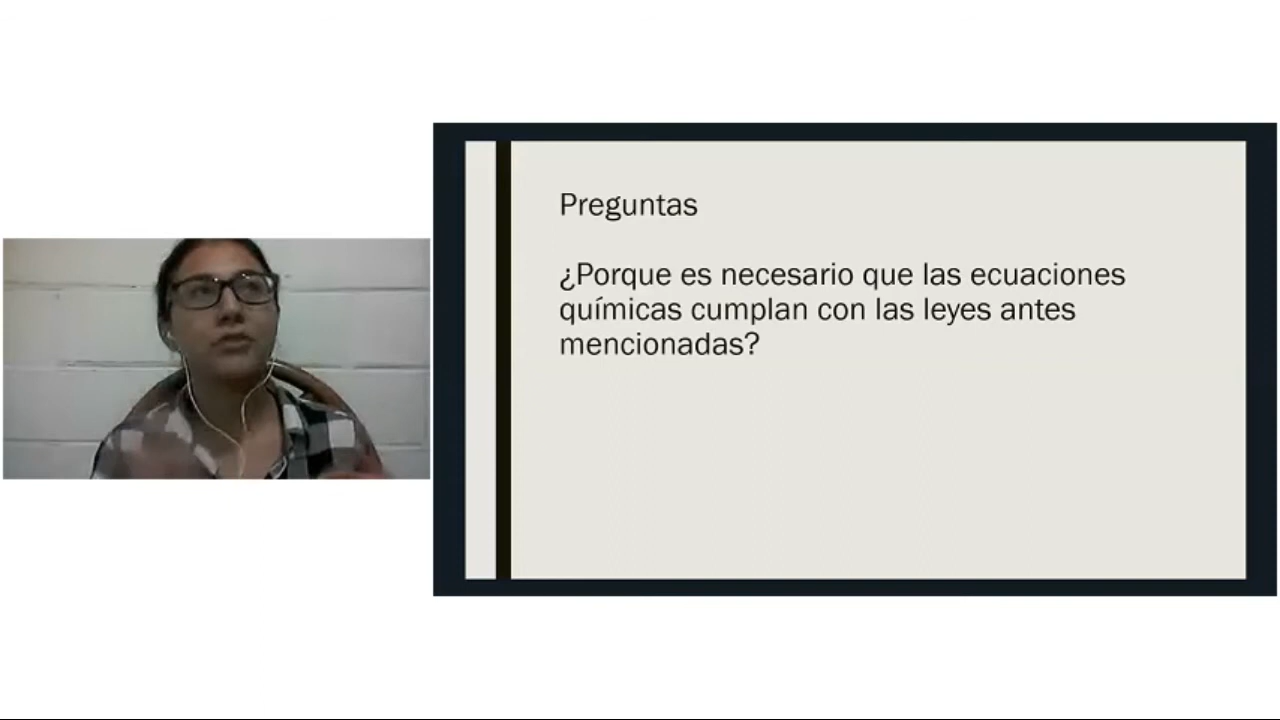 Preguntas
¿Porque es necesario que las ecuaciones
químicas cumplan con las leyes antes
mencionadas?